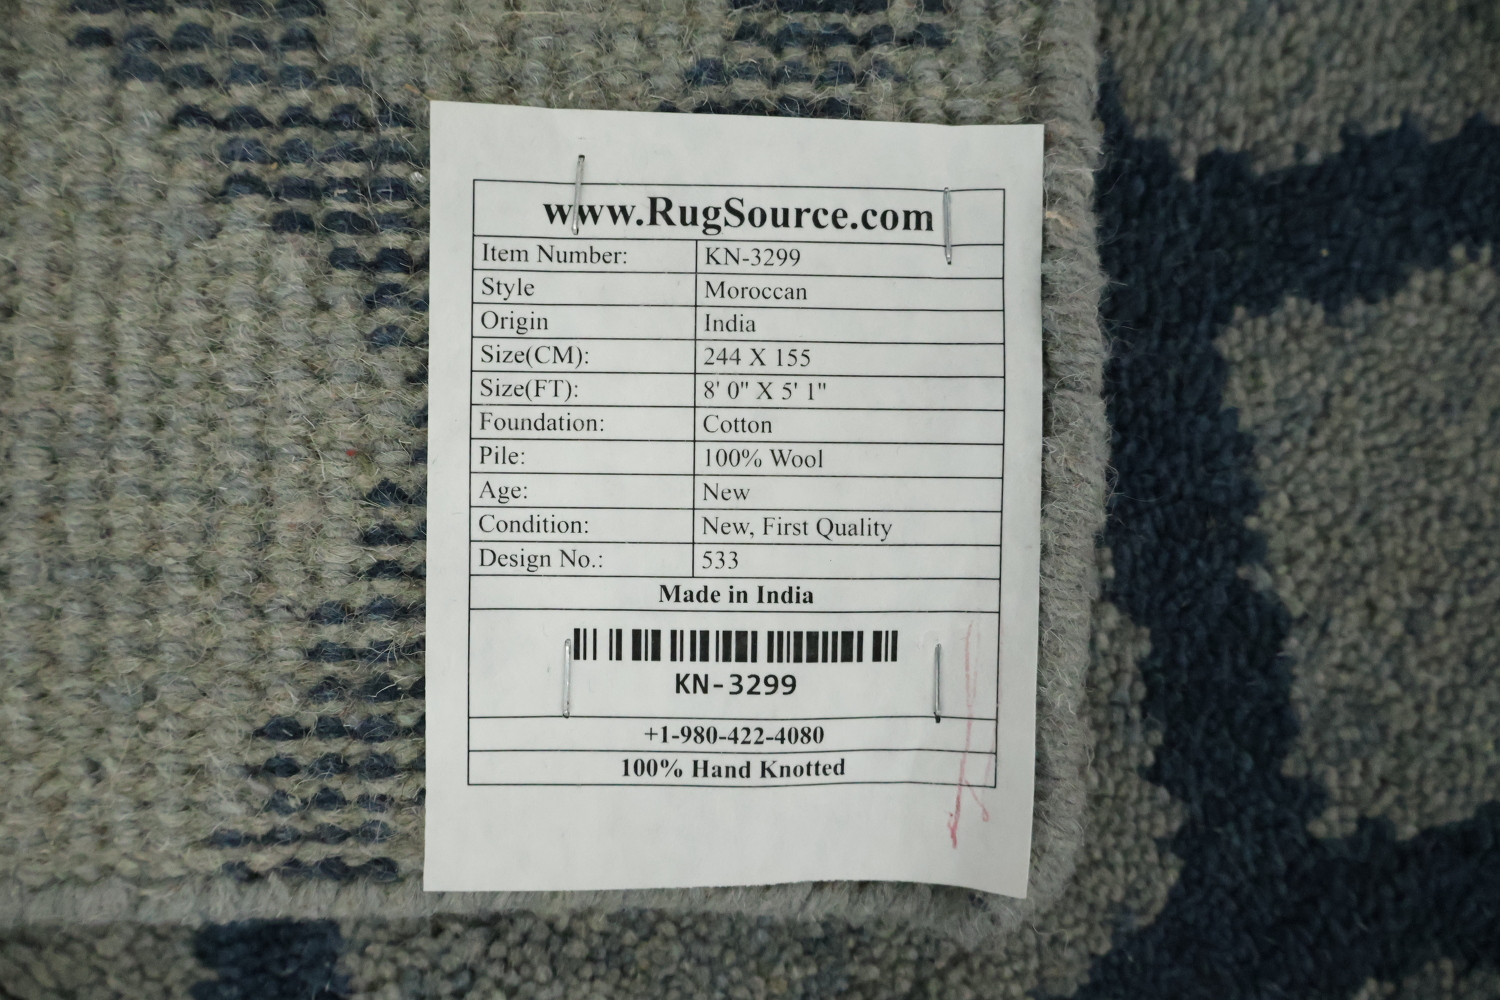 www.RugSource.com
Item Number: KN-3299
Style Moroccan
Origin India
Size(CM): 244 X 155
Size(FT): 8' 0" X 5' 1"
Foundation: Cotton
Pile: 100% Wool
Age: New
Condition: New, First Quality
Design No.: 533
Made in India
KN-3299
+1-980-422-4080
100% Hand Knotted